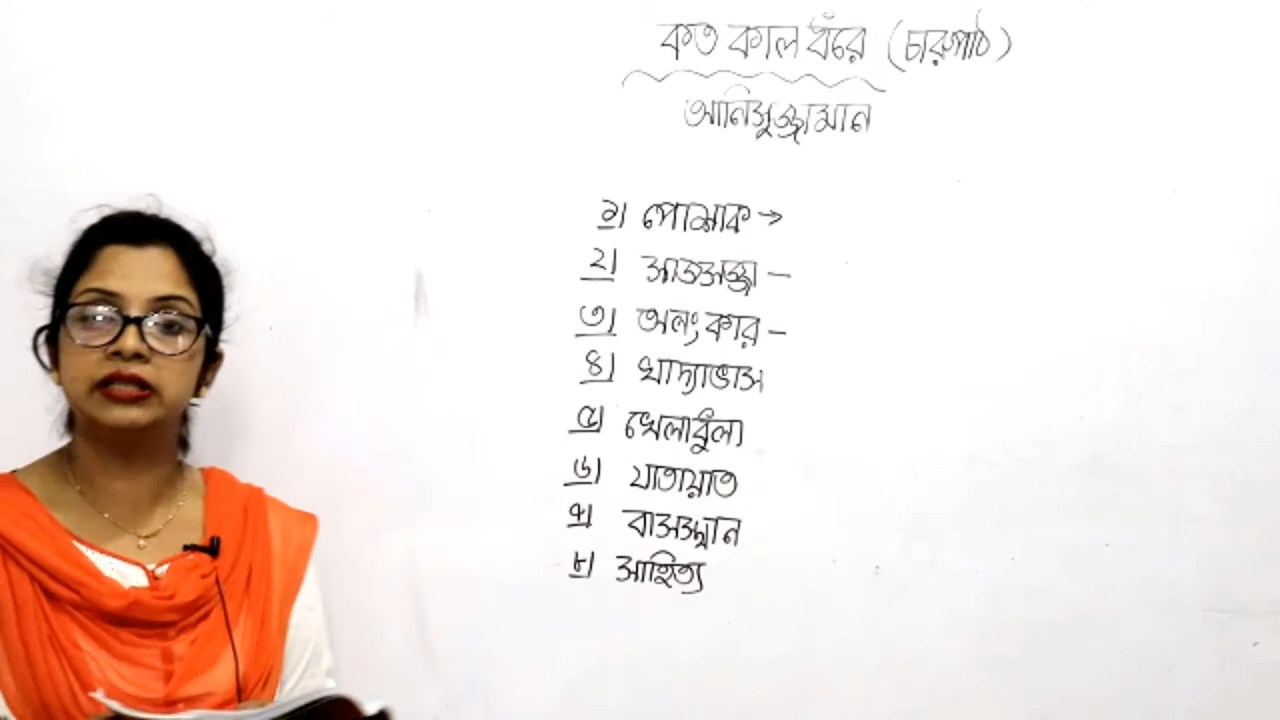 কত কাল ধরে (চারুপাঠ)
আনিসুজ্জামান
১। পোশাক →
২। সাজসজ্জা –
৩। অলংকার –
৪। খাদ্যাভাস
৫। খেলাধুলা
৬। যাতায়াত
৭। বাসস্থান
৮। সাহিত্য